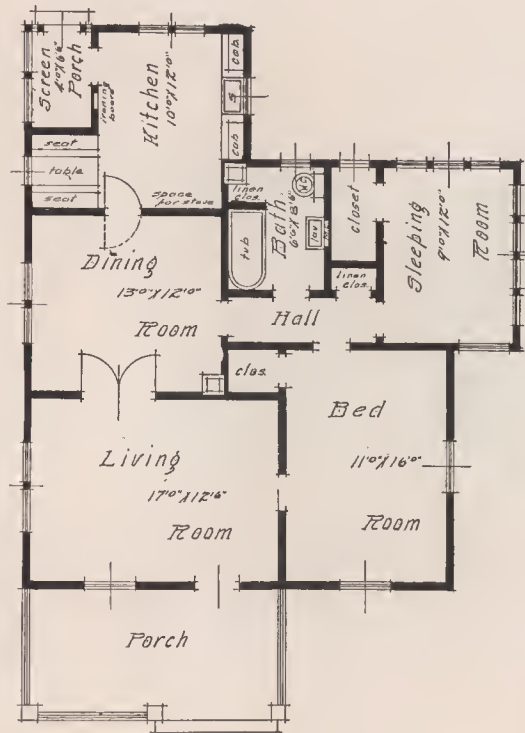 Screen
Porch
4'0"X6'6"
ironing
board
Kitchen
10'0"X12'0"
cab.
S
cab
seat
table
seat
space
for stove
linen
clos.
Bath
6'0"X8'6"
tub
lav
closet
linen
clos.
Sleeping
9'0"X12'0"
Room
Dining
13'0"X12'0"
Room
Hall
clos.
Living
17'0"X12'6"
Room
Bed
11'0"X16'0"
Room
Porch